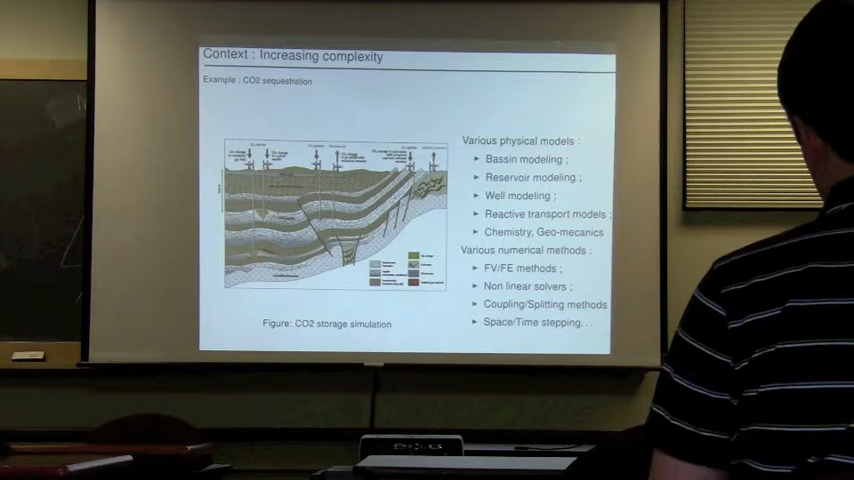 Context : Increasing complexity
Example : CO2 sequestration
Various physical models :
Bassin modeling ;
Reservoir modeling ;
Well modeling ;
Reactive transport models ;
Chemistry, Geo-mecanics
Various numerical methods :
FV/FE methods ;
Non linear solvers ;
Coupling/Splitting methods
Space/Time stepping...
Figure: CO2 storage simulation